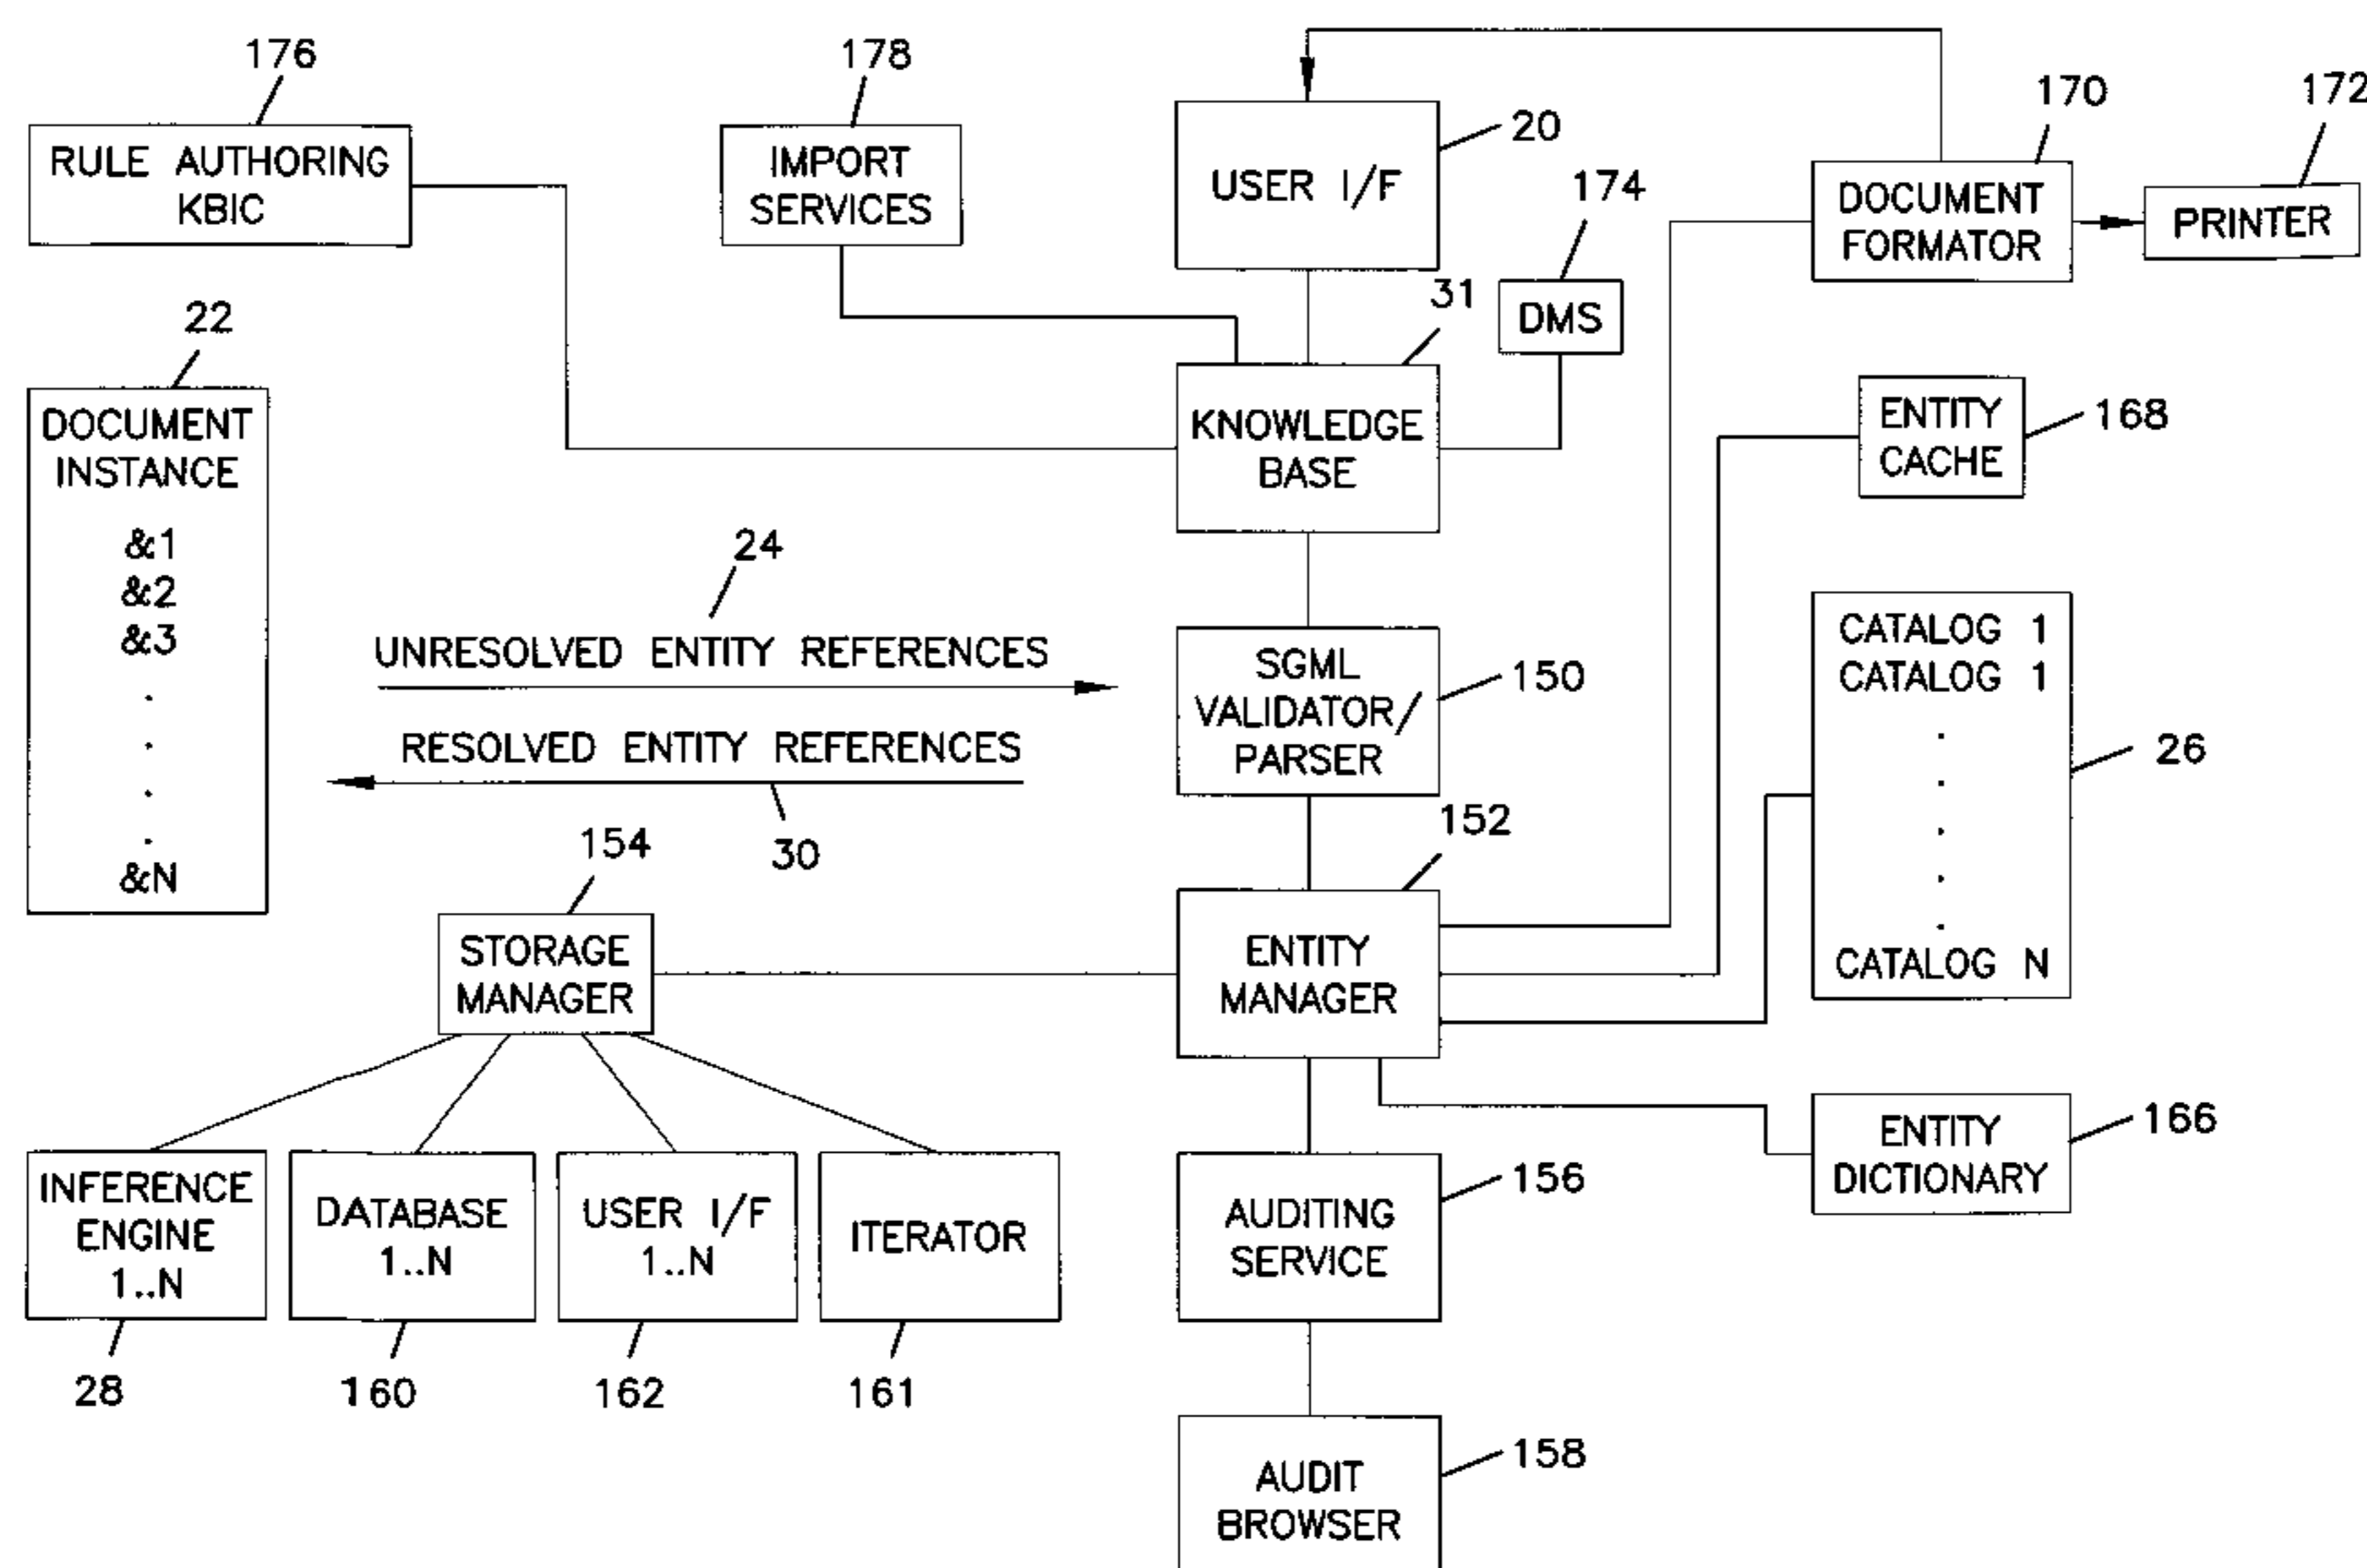 176
178
172
170
20
RULE AUTHORING
KBIC
IMPORT
SERVICES
USER I/F
174
DOCUMENT
FORMATOR
PRINTER
22
31
DMS
DOCUMENT
INSTANCE
&1
&2
&3
.
.
.
.
&N
KNOWLEDGE
BASE
ENTITY
CACHE
168
24
UNRESOLVED ENTITY REFERENCES
RESOLVED ENTITY REFERENCES
30
SGML
VALIDATOR/
PARSER
150
CATALOG 1
CATALOG 1
.
.
.
.
.
CATALOG N
26
154
152
STORAGE
MANAGER
ENTITY
MANAGER
INFERENCE
ENGINE
1..N
DATABASE
1..N
USER I/F
1..N
ITERATOR
AUDITING
SERVICE
156
ENTITY
DICTIONARY
166
28
160
162
161
AUDIT
BROWSER
158